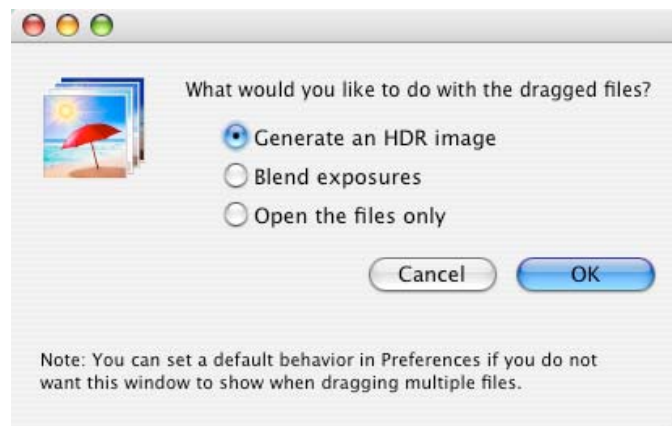 What would you like to do with the dragged files?
Generate an HDR image
Blend exposures
Open the files only
Cancel
OK
Note: You can set a default behavior in Preferences if you do not
want this window to show when dragging multiple files.